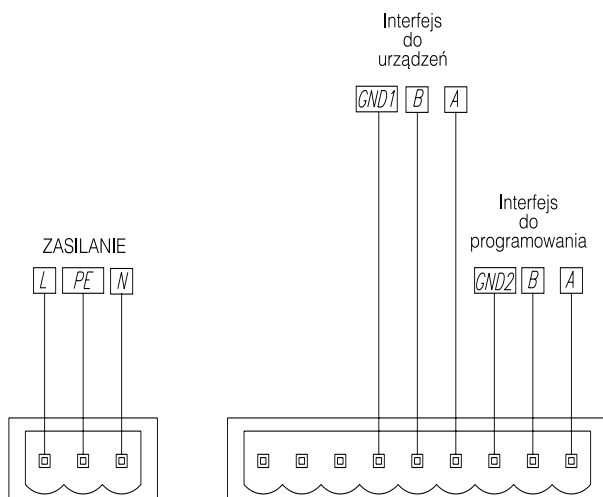 Interfejs
do
urządzeń
GND1 B A
Interfejs
do
programowania
GND2 B A
ZASILANIE
L PE N